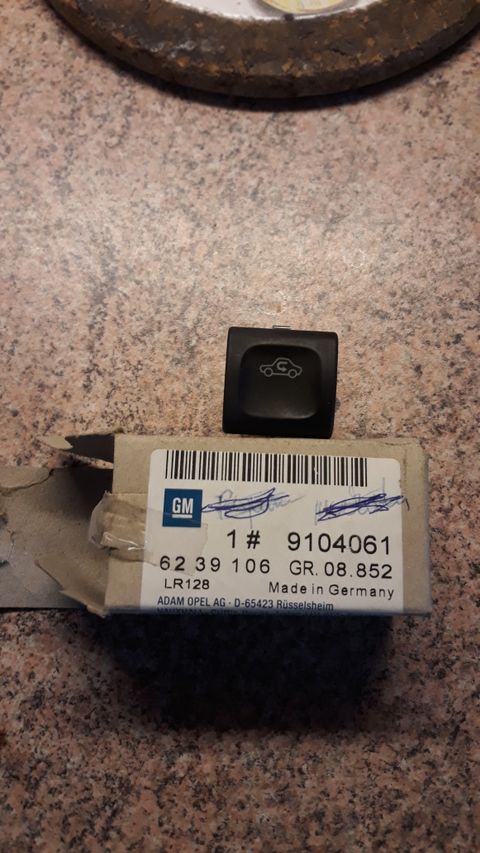 GM
1# 9104061
62 39 106 GR. 08.852
LR128 Made in Germany
ADAM OPEL AG · D-65423 Rüsselsheim